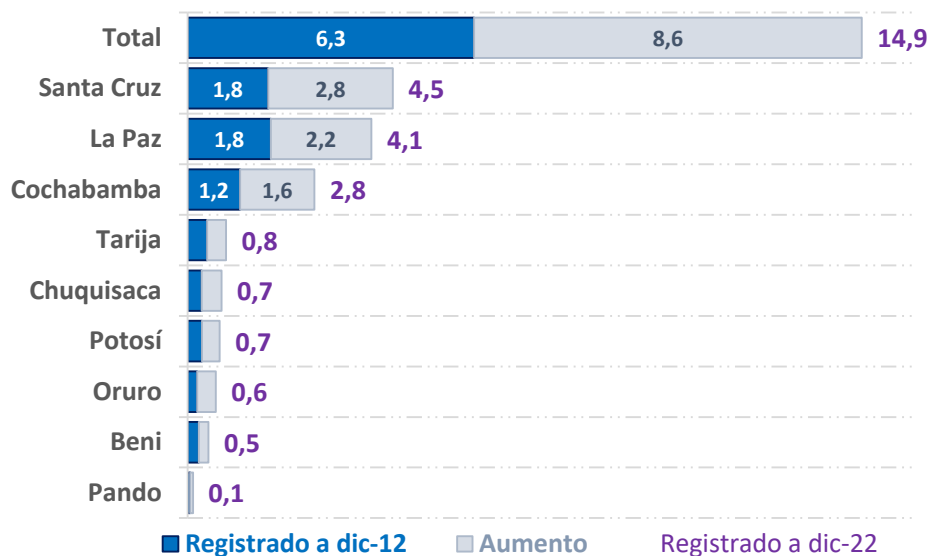 Total 6,3 8,6 14,9
Santa Cruz 1,8 2,8 4,5
La Paz 1,8 2,2 4,1
Cochabamba 1,2 1,6 2,8
Tarija 0,8
Chuquisaca 0,7
Potosí 0,7
Oruro 0,6
Beni 0,5
Pando 0,1
Registrado a dic-12 Aumento Registrado a dic-22